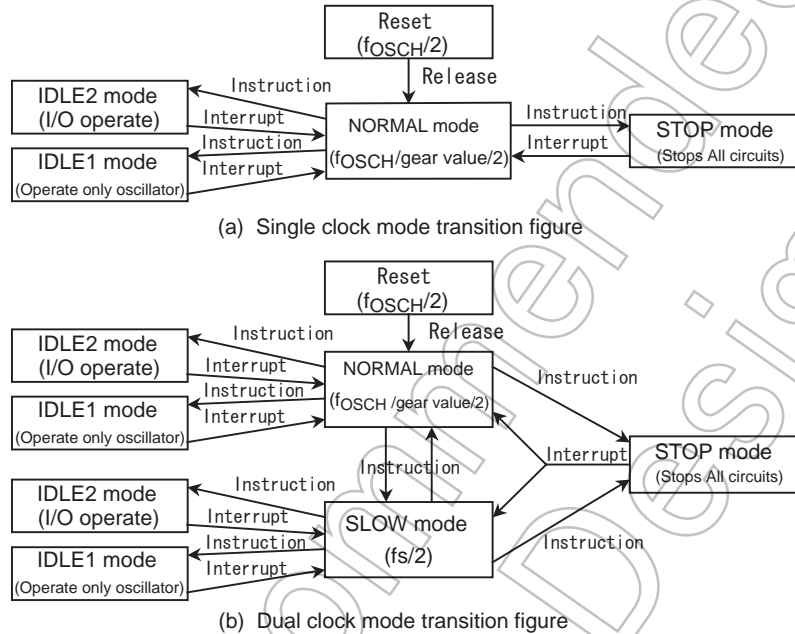 Reset
(fOSCH/2)
Release
Instruction
IDLE2 mode
(I/O operate)
Interrupt
Instruction
IDLE1 mode
(Operate only oscillator)
Interrupt
NORMAL mode
(fOSCH/gear value/2)
Instruction
Interrupt
STOP mode
(Stops All circuits)
(a) Single clock mode transition figure
Reset
(fOSCH/2)
Release
Instruction
IDLE2 mode
(I/O operate)
Interrupt
Instruction
IDLE1 mode
(Operate only oscillator)
Interrupt
NORMAL mode
(fOSCH /gear value/2)
Instruction
Instruction
Interrupt
STOP mode
(Stops All circuits)
IDLE2 mode
(I/O operate)
Instruction
Interrupt
Instruction
IDLE1 mode
(Operate only oscillator)
Interrupt
SLOW mode
(fs/2)
Instruction
(b) Dual clock mode transition figure